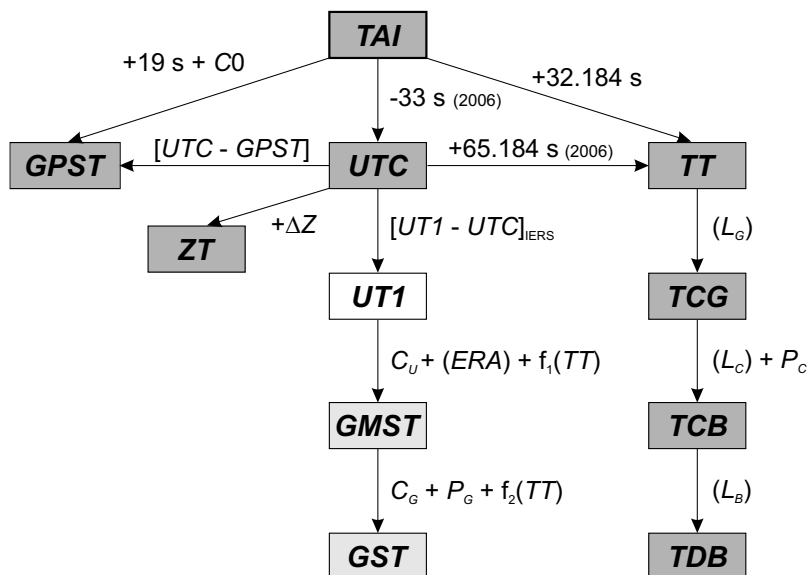 TAI
+19 s + C0
-33 s (2006)
+32.184 s
GPST
[UTC - GPST]
UTC
+65.184 s (2006)
TT
ZT
+ΔZ
[UT1 - UTC]IERS
(LG)
UT1
TCG
CU + (ERA) + f1(TT)
(LC) + PC
GMST
TCB
CG + PG + f2(TT)
(LB)
GST
TDB